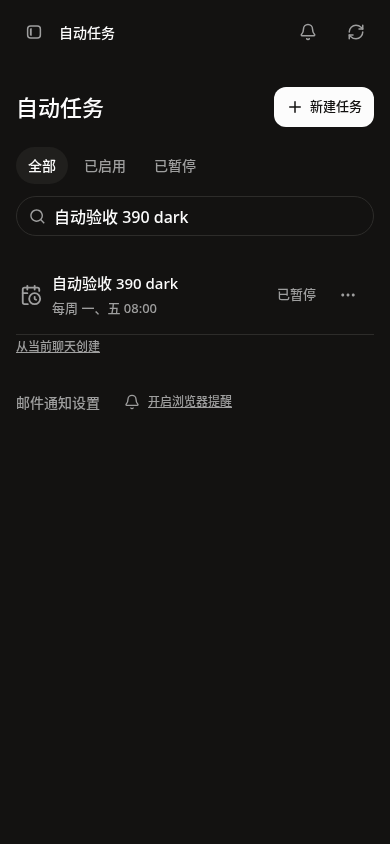 自动任务
自动任务
新建任务
全部 已启用 已暂停
自动验收 390 dark
自动验收 390 dark
每周 一、五 08:00
已暂停
从当前聊天创建
邮件通知设置 开启浏览器提醒